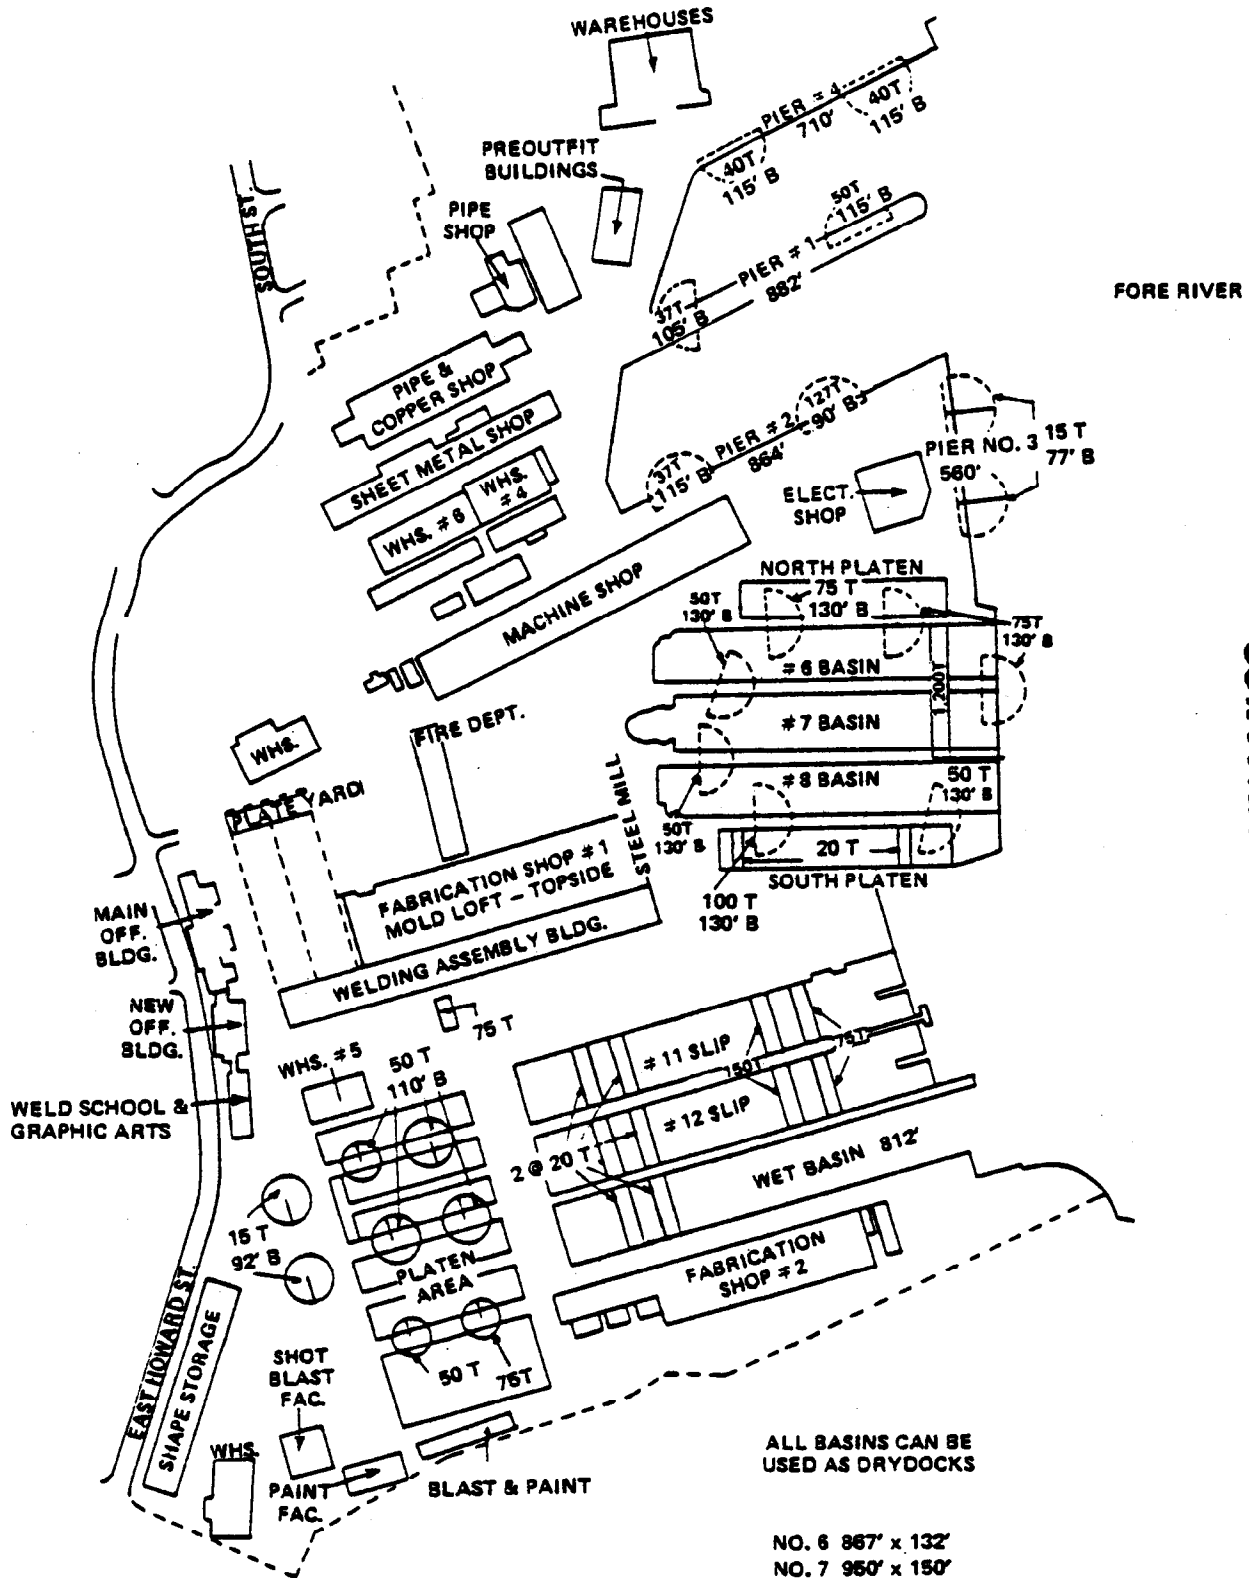 WAREHOUSES
PIER # 4
710'
40T
115' B
40T
115' B
PREOUTFIT
BUILDINGS
50T
115' B
PIPE
SHOP
SOUTH ST.
PIER # 1
882'
37T
105' B
FORE RIVER
PIPE &
COPPER SHOP
SHEET METAL SHOP
127T
90' B
PIER # 2
864'
37T
115' B
PIER NO. 3
560'
15 T
77' B
WHS.
# 4
WHS. # 6
ELECT.
SHOP
MACHINE SHOP
NORTH PLATEN
75 T
130' B
50T
130' B
75T
130' B
# 6 BASIN
1,200T
# 7 BASIN
# 8 BASIN
50 T
130' B
FIRE DEPT.
WHS.
PLATE YARD
STEEL MILL
50T
130' B
20 T
SOUTH PLATEN
100 T
130' B
FABRICATION SHOP # 1
MOLD LOFT - TOPSIDE
WELDING ASSEMBLY BLDG.
MAIN
OFF.
BLDG.
NEW
OFF.
BLDG.
75 T
WHS. # 5
50 T
110' B
# 11 SLIP
150T
75T
# 12 SLIP
WELD SCHOOL &
GRAPHIC ARTS
2 @ 20 T
WET BASIN 812'
15 T
92' B
PLATEN
AREA
FABRICATION
SHOP # 2
EAST HOWARD ST.
SHAPE STORAGE
SHOT
BLAST
FAC.
50 T
75T
WHS.
PAINT
FAC.
BLAST & PAINT
ALL BASINS CAN BE
USED AS DRYDOCKS
NO. 6 867' x 132'
NO. 7 950' x 150'